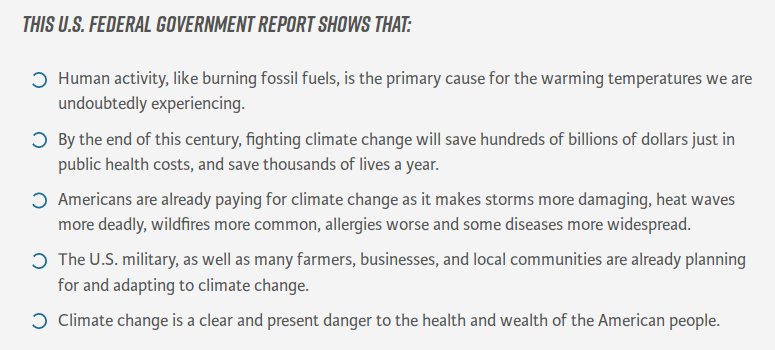 THIS U.S. FEDERAL GOVERNMENT REPORT SHOWS THAT:
Human activity, like burning fossil fuels, is the primary cause for the warming temperatures we are
undoubtedly experiencing.
By the end of this century, fighting climate change will save hundreds of billions of dollars just in
public health costs, and save thousands of lives a year.
Americans are already paying for climate change as it makes storms more damaging, heat waves
more deadly, wildfires more common, allergies worse and some diseases more widespread.
The U.S. military, as well as many farmers, businesses, and local communities are already planning
for and adapting to climate change.
Climate change is a clear and present danger to the health and wealth of the American people.